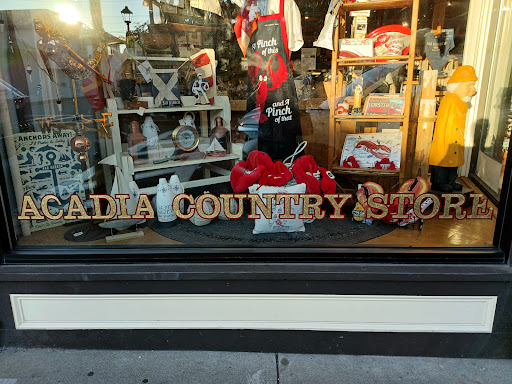 A Pinch
of this
and A
Pinch
of that
ANCHORS AWAY!
ACADIA COUNTRY STORE